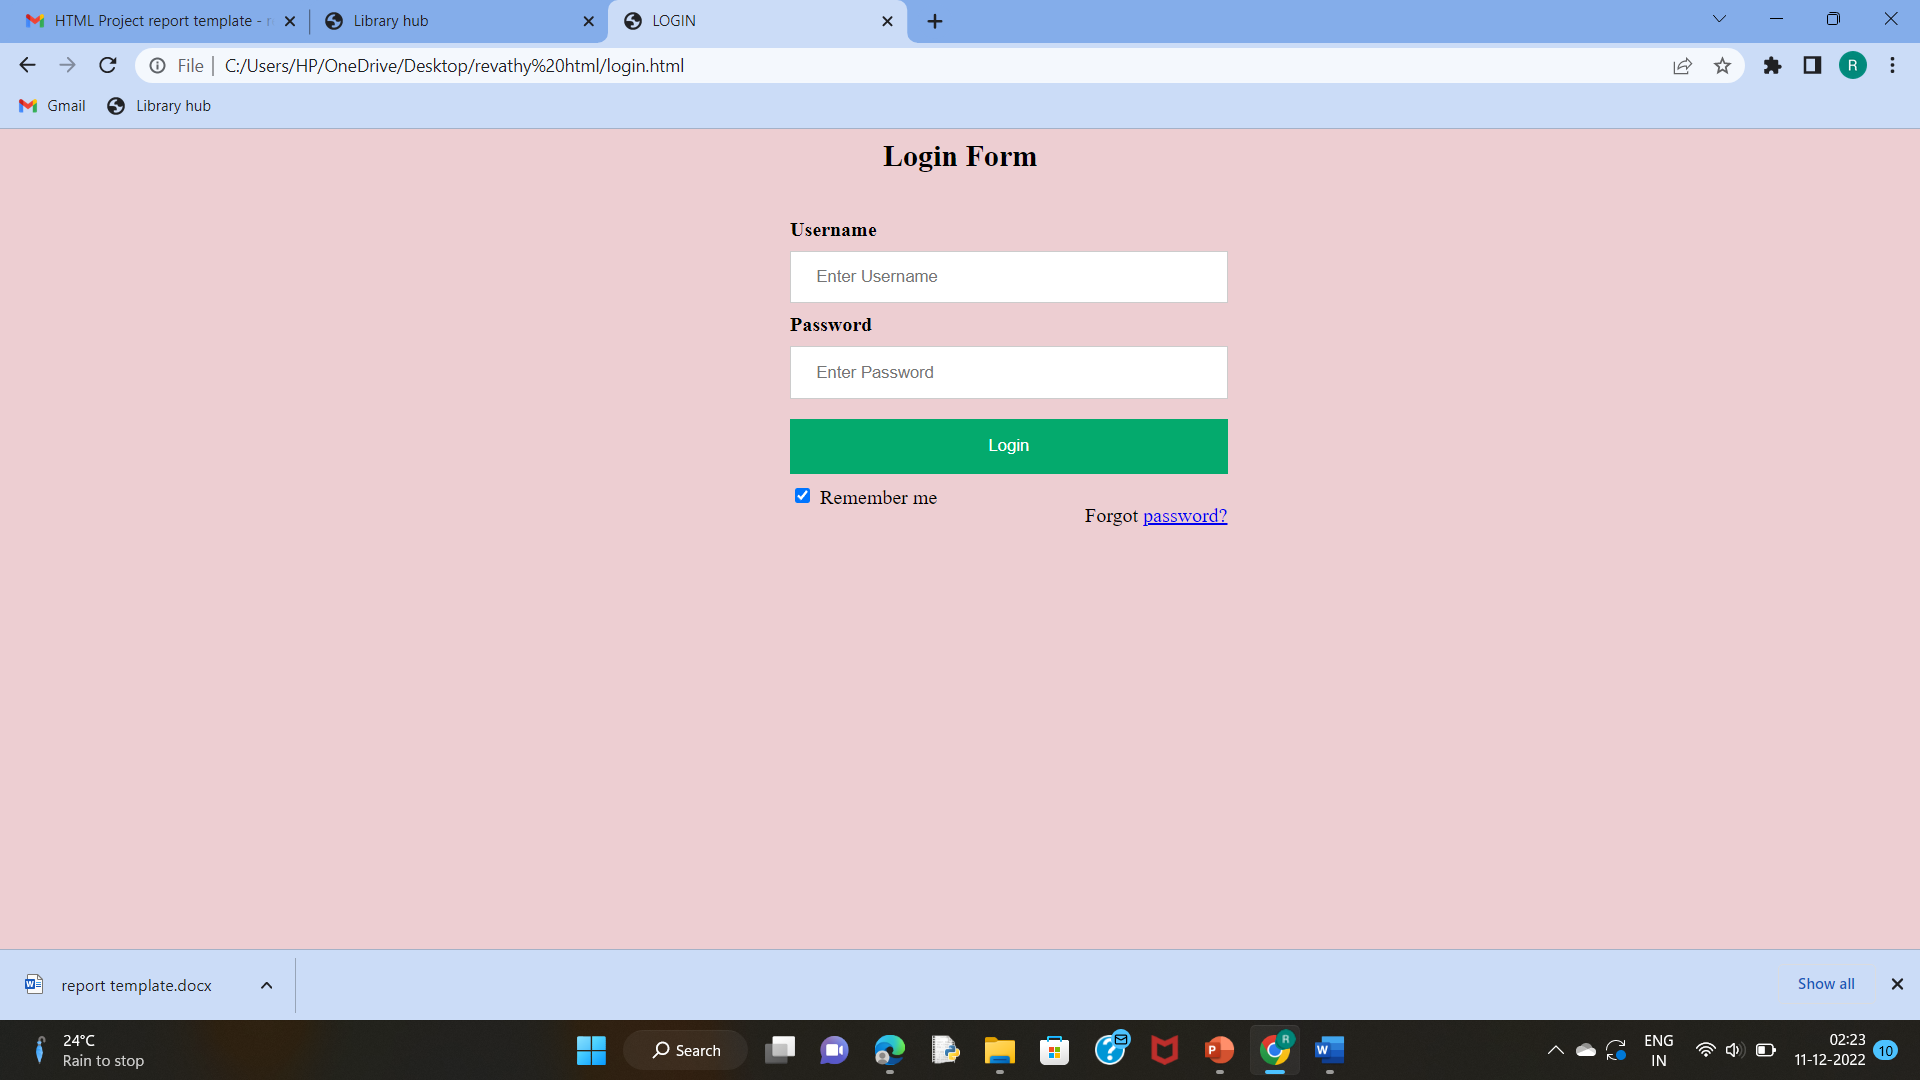 HTML Project report template - r
Library hub
LOGIN
File
C:/Users/HP/OneDrive/Desktop/revathy%20html/login.html
R
Gmail
Library hub
Login Form
Username
Enter Username
Password
Enter Password
Login
Remember me
Forgot password?
report template.docx
Show all
24°C
Rain to stop
Search
ENG
IN
02:23
11-12-2022
10